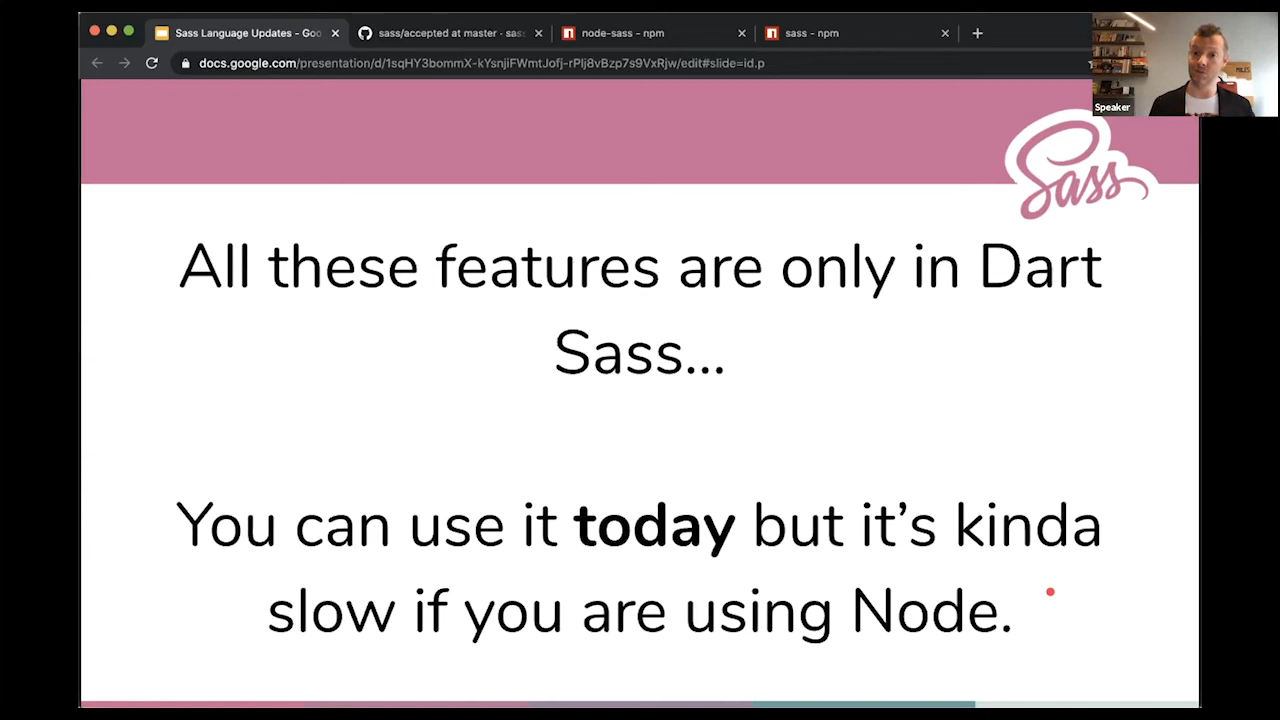 Sass Language Updates - Goo
sass/accepted at master · sass
node-sass - npm
sass - npm
docs.google.com/presentation/d/1sqHY3bommX-kYsnjiFWmtJofj-rPlj8vBzp7s9VxRjw/edit#slide=id.p
Speaker
Sass
All these features are only in Dart
Sass...
You can use it today but it's kinda
slow if you are using Node.